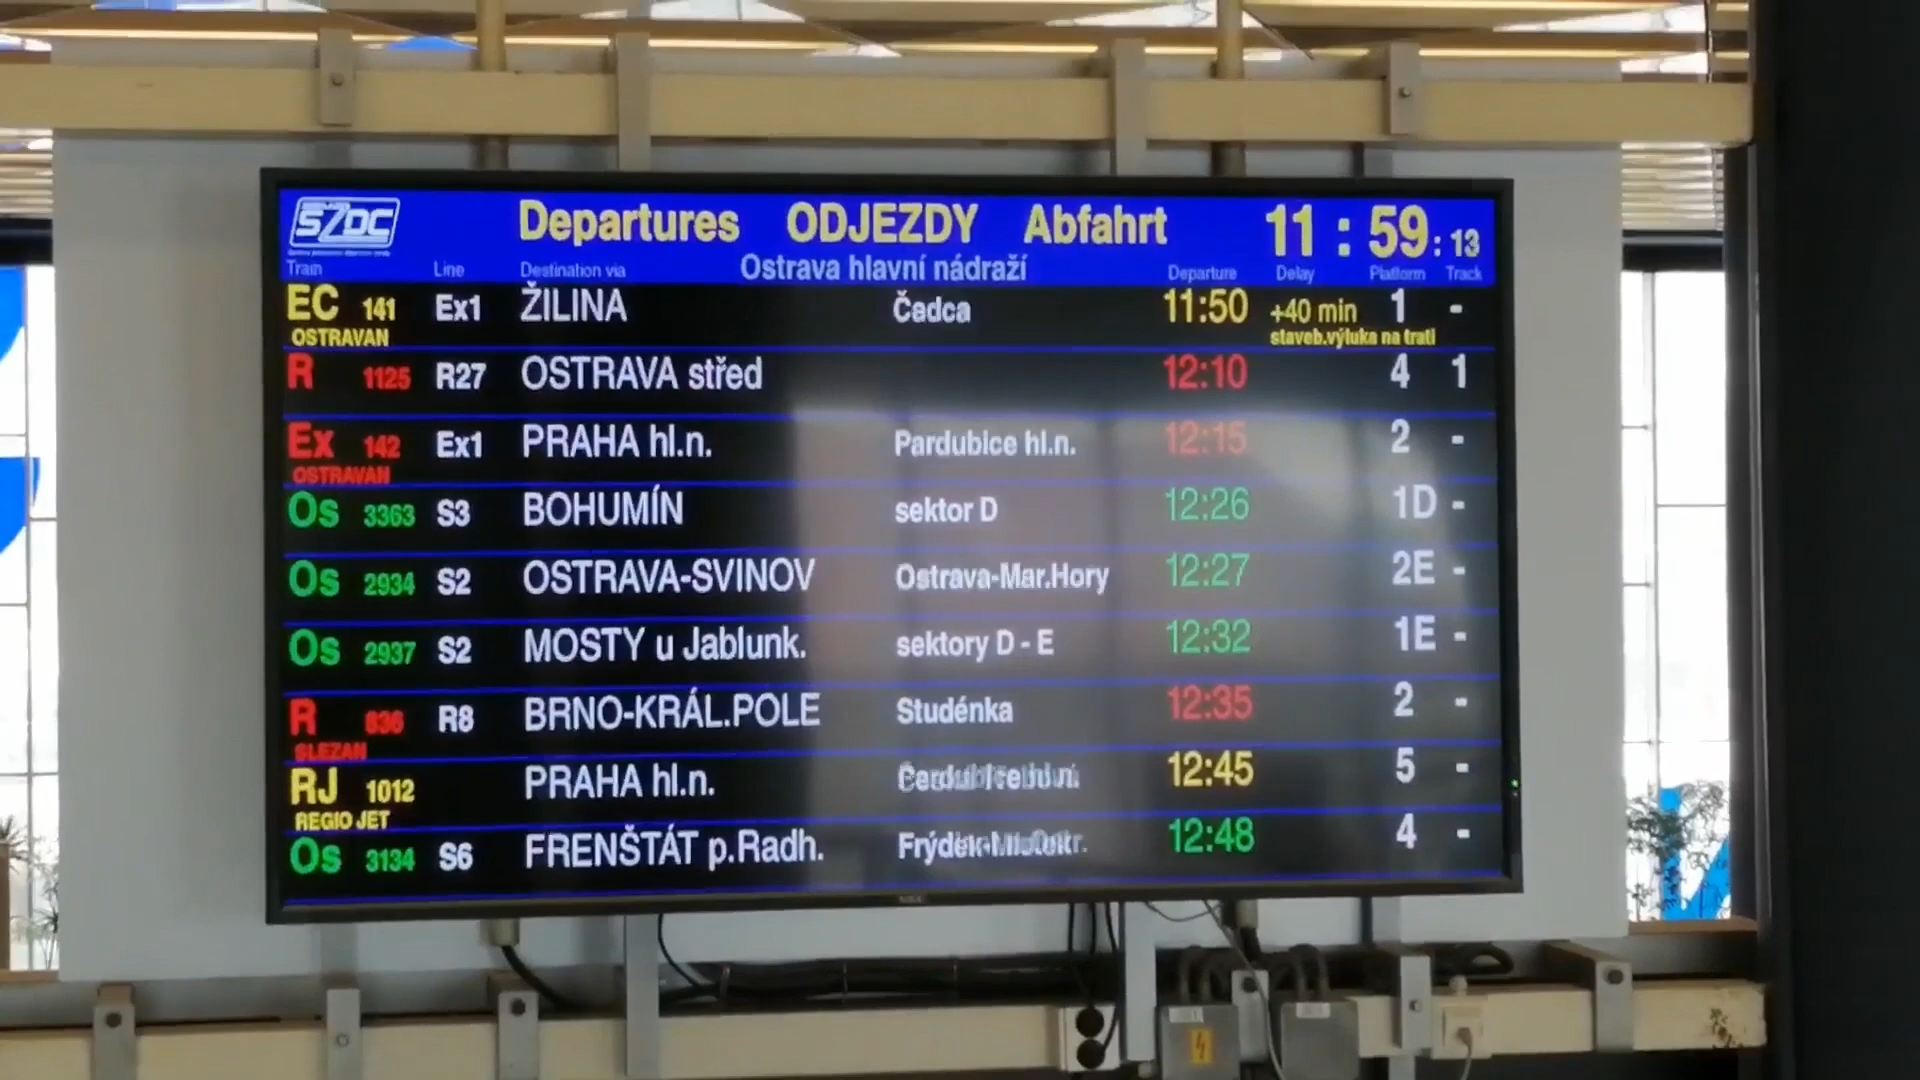 SŽDC Departures ODJEZDY Abfahrt 11 : 59 : 13
Train Line Destination via Ostrava hlavní nádraží Departure Delay Platform Track
EC 141 Ex1 ŽILINA Čadca 11:50 +40 min 1 -
OSTRAVAN staveb.výluka na trati
R 1125 R27 OSTRAVA střed 12:10 4 1
Ex 142 Ex1 PRAHA hl.n. Pardubice hl.n. 12:15 2 -
OSTRAVAN
Os 3363 S3 BOHUMÍN sektor D 12:26 1D -
Os 2934 S2 OSTRAVA-SVINOV Ostrava-Mar.Hory 12:27 2E -
Os 2937 S2 MOSTY u Jablunk. sektory D - E 12:32 1E -
R 836 R8 BRNO-KRÁL.POLE Studénka 12:35 2 -
SLEZAN
RJ 1012 PRAHA hl.n. 12:45 5 -
REGIO JET
Os 3134 S6 FRENŠTÁT p.Radh. 12:48 4 -